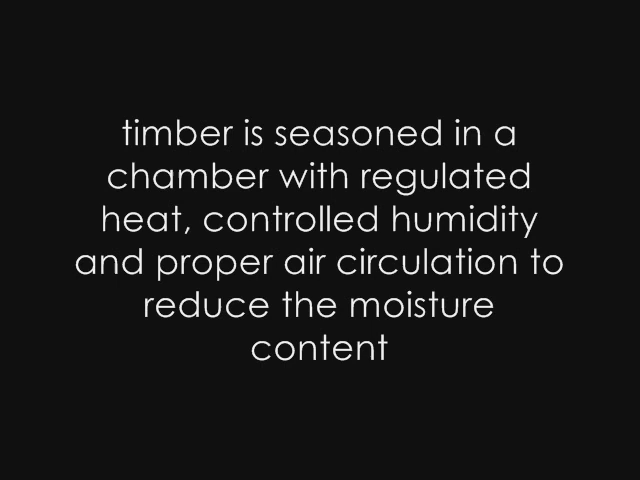 timber is seasoned in a
chamber with regulated
heat, controlled humidity
and proper air circulation to
reduce the moisture
content